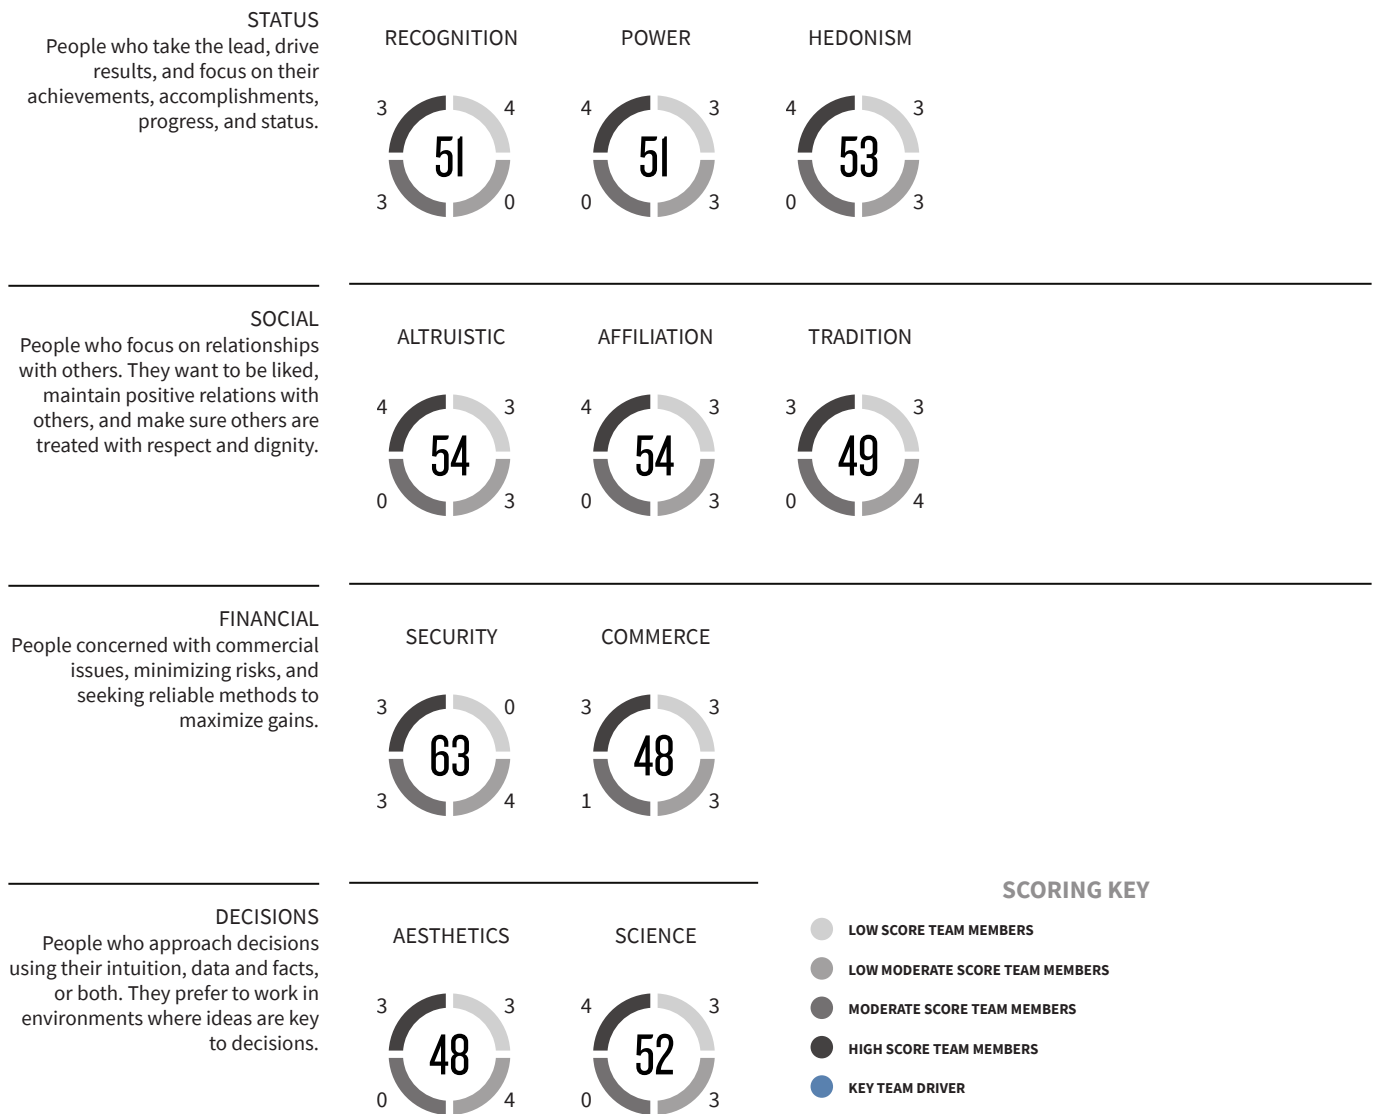 STATUS
People who take the lead, drive
results, and focus on their
achievements, accomplishments,
progress, and status.
RECOGNITION POWER HEDONISM
3 4 4 3 4 3
51 51 53
3 0 0 3 0 3
SOCIAL
People who focus on relationships
with others. They want to be liked,
maintain positive relations with
others, and make sure others are
treated with respect and dignity.
ALTRUISTIC AFFILIATION TRADITION
4 3 4 3 3 3
54 54 49
0 3 0 3 0 4
FINANCIAL
People concerned with commercial
issues, minimizing risks, and
seeking reliable methods to
maximize gains.
SECURITY COMMERCE
3 0 3 3
63 48
3 4 1 3
DECISIONS
People who approach decisions
using their intuition, data and facts,
or both. They prefer to work in
environments where ideas are key
to decisions.
AESTHETICS SCIENCE
3 3 4 3
48 52
0 4 0 3
SCORING KEY
LOW SCORE TEAM MEMBERS
LOW MODERATE SCORE TEAM MEMBERS
MODERATE SCORE TEAM MEMBERS
HIGH SCORE TEAM MEMBERS
KEY TEAM DRIVER